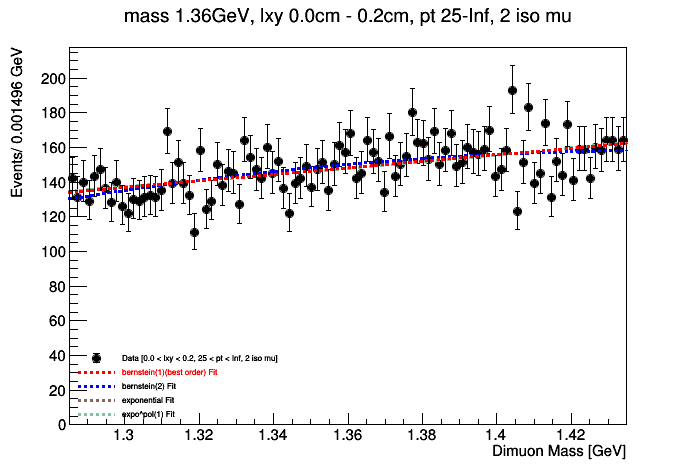 mass 1.36GeV, lxy 0.0cm - 0.2cm, pt 25-Inf, 2 iso mu
Events/ 0.001496 GeV
200
180
160
140
120
100
80
60
40
20
0
Data [0.0 < lxy < 0.2, 25 < pt < Inf, 2 iso mu]
bernstein(1)(best order) Fit
bernstein(2) Fit
exponential Fit
expo*pol(1) Fit
1.3 1.32 1.34 1.36 1.38 1.4 1.42
Dimuon Mass [GeV]